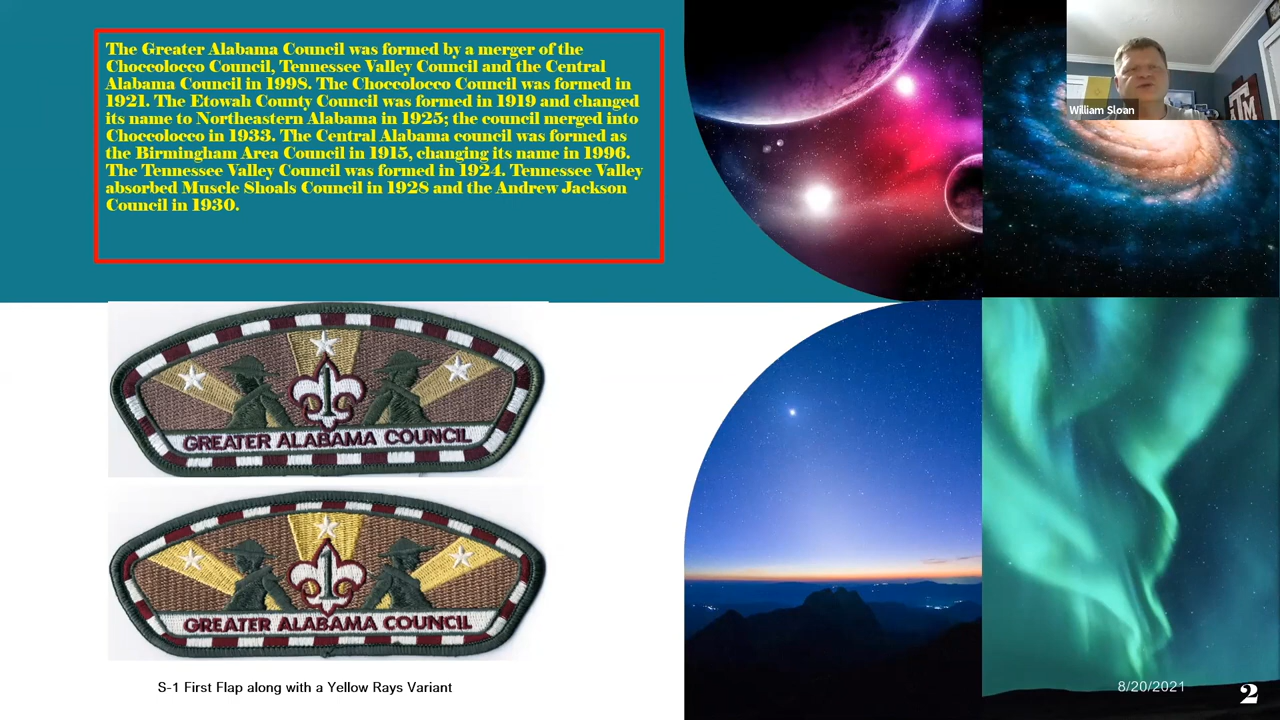 The Greater Alabama Council was formed by a merger of the
Choccolocco Council, Tennessee Valley Council and the Central
Alabama Council in 1998. The Choccolocco Council was formed in
1921. The Etowah County Council was formed in 1919 and changed
its name to Northeastern Alabama in 1925; the council merged into
Choccolocco in 1933. The Central Alabama council was formed as
the Birmingham Area Council in 1915, changing its name in 1996.
The Tennessee Valley Council was formed in 1924. Tennessee Valley
absorbed Muscle Shoals Council in 1928 and the Andrew Jackson
Council in 1930.
William Sloan
ATM
GREATER ALABAMA COUNCIL
GREATER ALABAMA COUNCIL
S-1 First Flap along with a Yellow Rays Variant
8/20/2021
2